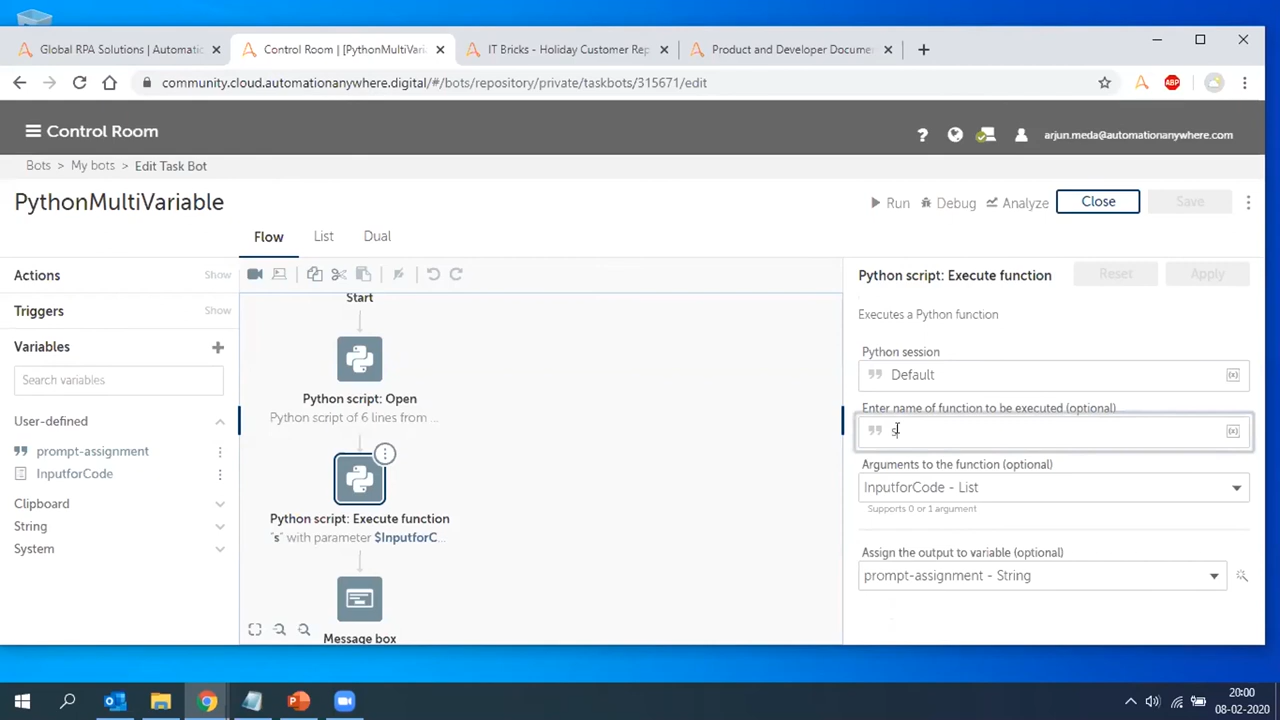 Global RPA Solutions | Automatic
Control Room | [PythonMultiVaria
IT Bricks - Holiday Customer Rep
Product and Developer Documen
community.cloud.automationanywhere.digital/#/bots/repository/private/taskbots/315671/edit
ABP
Control Room
arjun.meda@automationanywhere.com
Bots > My bots > Edit Task Bot
PythonMultiVariable
Run Debug Analyze Close Save
Flow List Dual
Actions Show
Triggers Show
Variables
Search variables
User-defined
prompt-assignment
InputforCode
Clipboard
String
System
Start
Python script: Open
Python script of 6 lines from ...
Python script: Execute function
"s" with parameter $InputforC...
Message box
Python script: Execute function
Reset Apply
Executes a Python function
Python session
Default
Enter name of function to be executed (optional)
s
Arguments to the function (optional)
InputforCode - List
Supports 0 or 1 argument
Assign the output to variable (optional)
prompt-assignment - String
20:00
08-02-2020